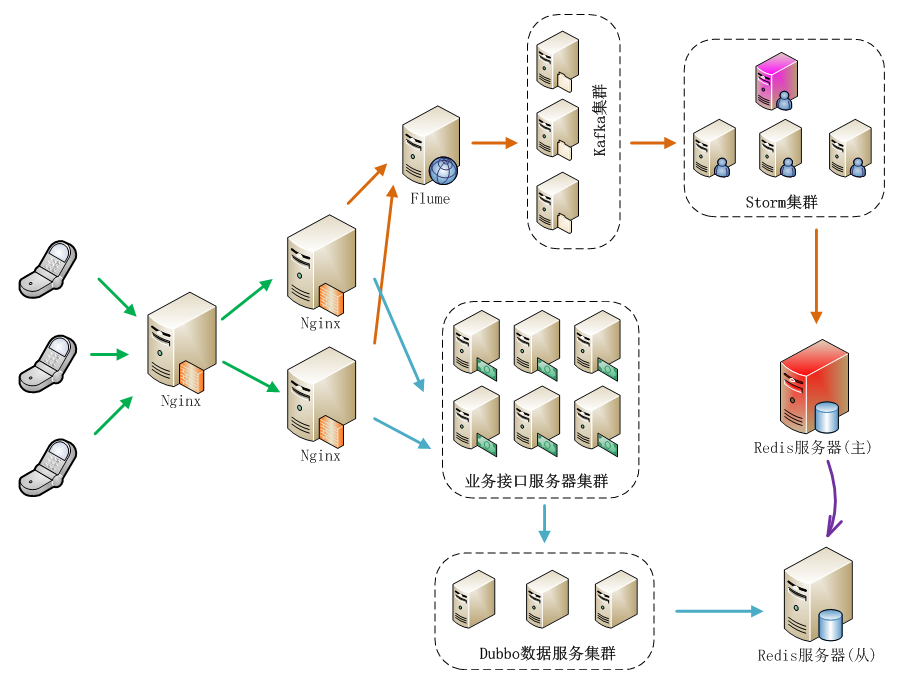 Kafka集群
Flume
Storm集群
Nginx
Nginx
Nginx
业务接口服务器集群
Redis服务器(主)
Dubbo数据服务集群
Redis服务器(从)